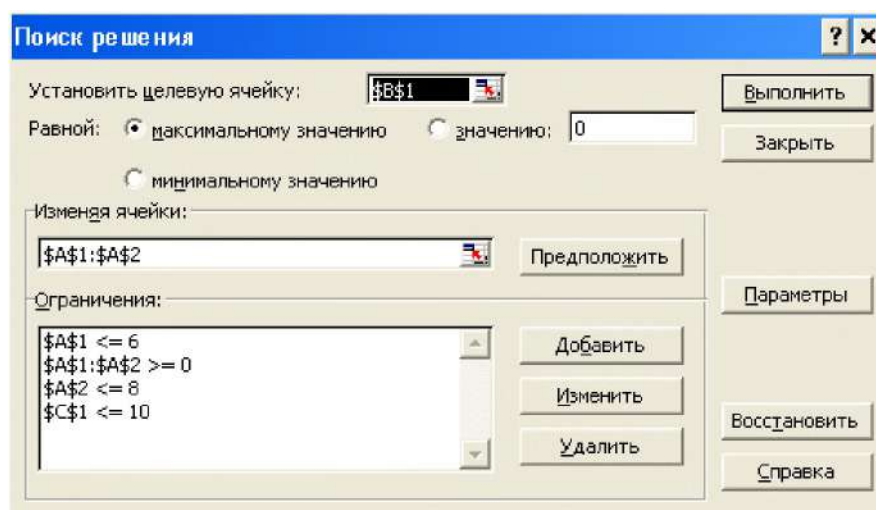 Поиск решения
Установить целевую ячейку: $B$1
Выполнить
Равной: максимальному значению значению: 0
Закрыть
минимальному значению
Изменяя ячейки:
$A$1:$A$2
Предположить
Ограничения:
Параметры
$A$1 <= 6
$A$1:$A$2 >= 0
$A$2 <= 8
$C$1 <= 10
Добавить
Изменить
Удалить
Восстановить
Справка